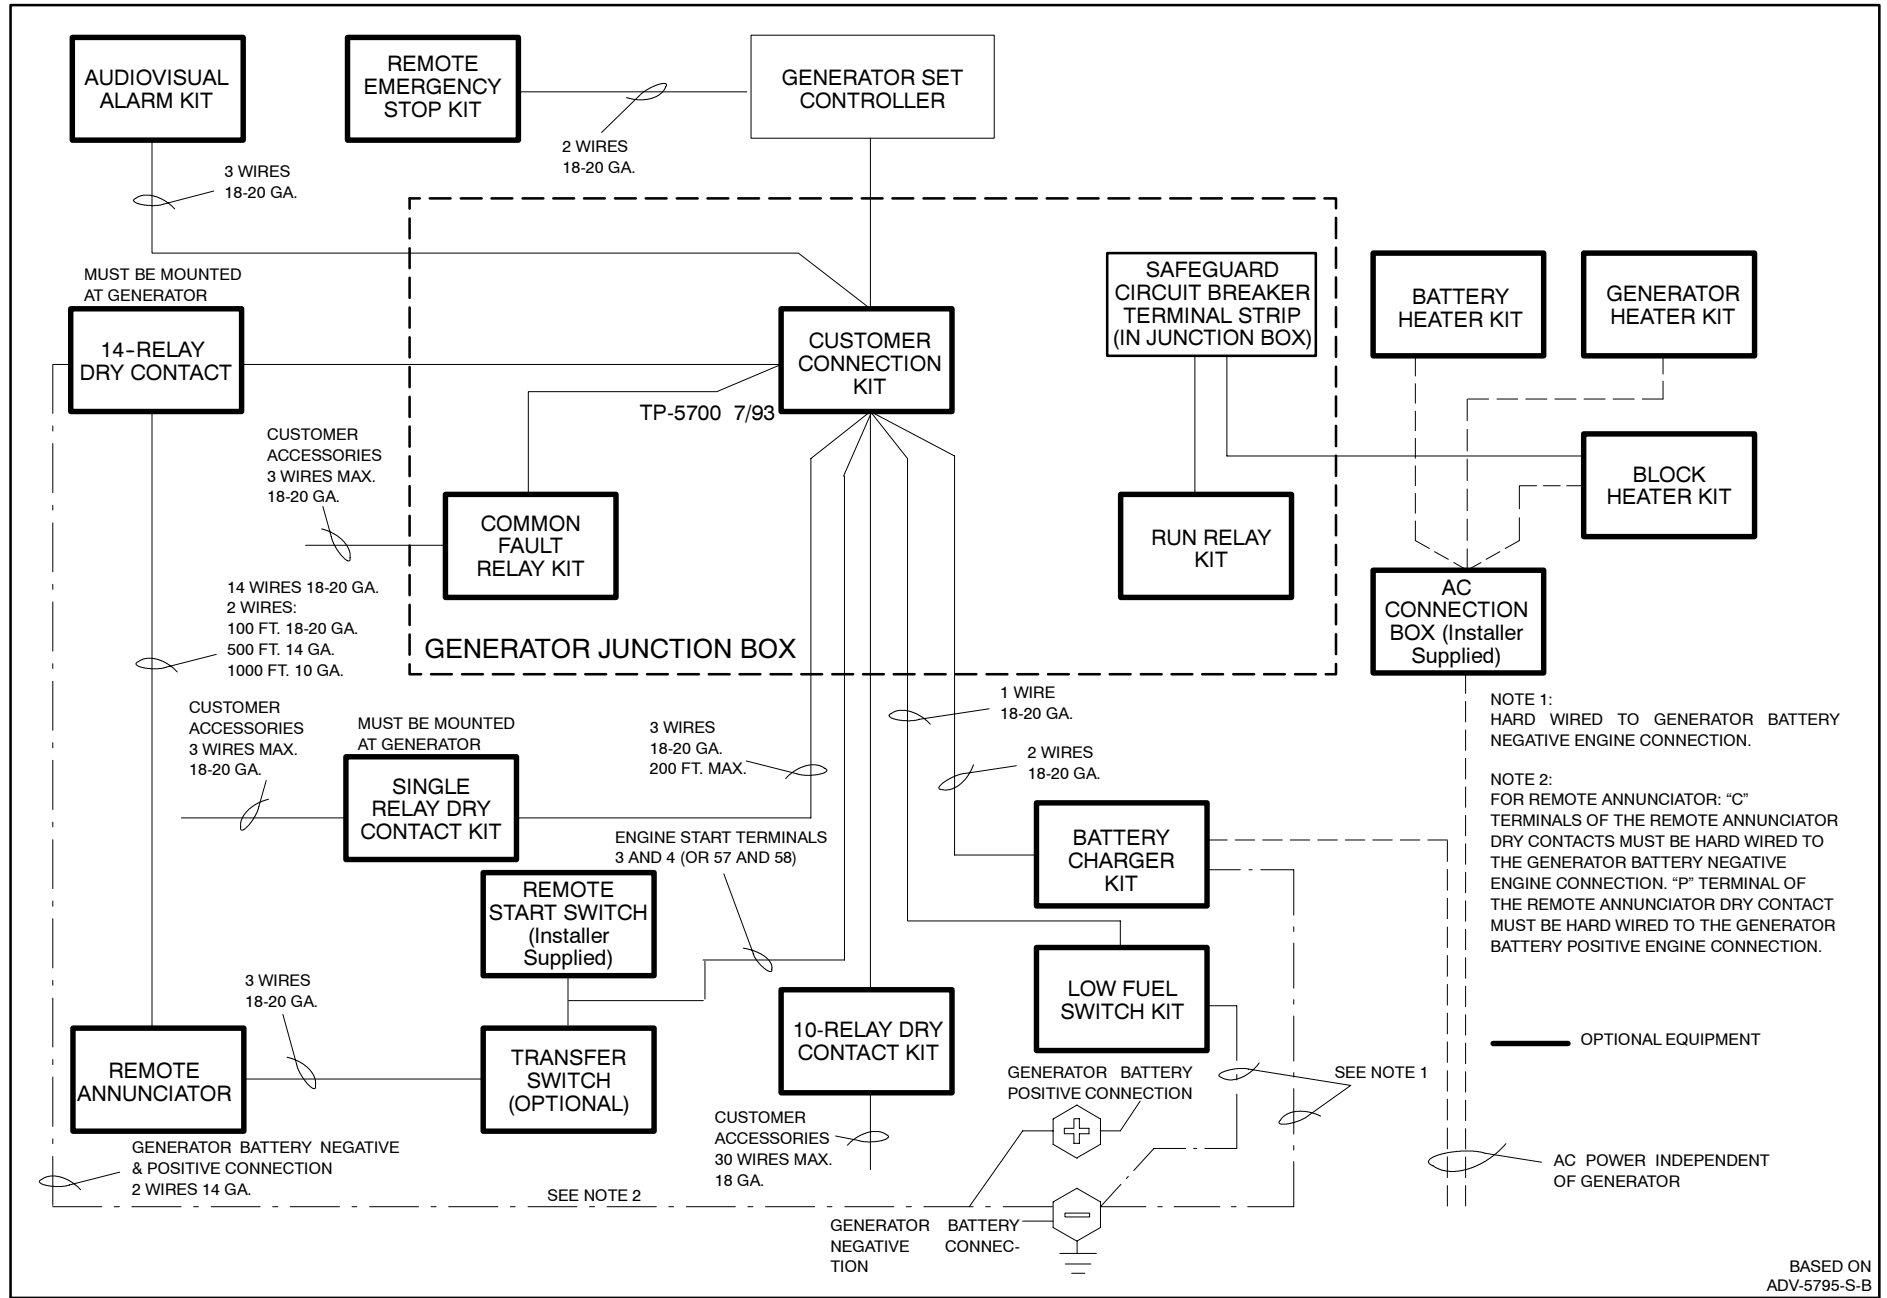 AUDIOVISUAL
ALARM KIT
REMOTE
EMERGENCY
STOP KIT
GENERATOR SET
CONTROLLER
2 WIRES
18-20 GA.
3 WIRES
18-20 GA.
MUST BE MOUNTED
AT GENERATOR
14-RELAY
DRY CONTACT
CUSTOMER
CONNECTION
KIT
TP-5700 7/93
SAFEGUARD
CIRCUIT BREAKER
TERMINAL STRIP
(IN JUNCTION BOX)
BATTERY
HEATER KIT
GENERATOR
HEATER KIT
CUSTOMER
ACCESSORIES
3 WIRES MAX.
18-20 GA.
COMMON
FAULT
RELAY KIT
RUN RELAY
KIT
BLOCK
HEATER KIT
14 WIRES 18-20 GA.
2 WIRES:
100 FT. 18-20 GA.
500 FT. 14 GA.
1000 FT. 10 GA.
GENERATOR JUNCTION BOX
AC
CONNECTION
BOX (Installer
Supplied)
CUSTOMER
ACCESSORIES
3 WIRES MAX.
18-20 GA.
MUST BE MOUNTED
AT GENERATOR
SINGLE
RELAY DRY
CONTACT KIT
3 WIRES
18-20 GA.
200 FT. MAX.
1 WIRE
18-20 GA.
2 WIRES
18-20 GA.
NOTE 1:
HARD WIRED TO GENERATOR BATTERY
NEGATIVE ENGINE CONNECTION.
NOTE 2:
FOR REMOTE ANNUNCIATOR: “C”
TERMINALS OF THE REMOTE ANNUNCIATOR
DRY CONTACTS MUST BE HARD WIRED TO
THE GENERATOR BATTERY NEGATIVE
ENGINE CONNECTION. “P” TERMINAL OF
THE REMOTE ANNUNCIATOR DRY CONTACT
MUST BE HARD WIRED TO THE GENERATOR
BATTERY POSITIVE ENGINE CONNECTION.
ENGINE START TERMINALS
3 AND 4 (OR 57 AND 58)
BATTERY
CHARGER
KIT
REMOTE
START SWITCH
(Installer
Supplied)
LOW FUEL
SWITCH KIT
3 WIRES
18-20 GA.
REMOTE
ANNUNCIATOR
TRANSFER
SWITCH
(OPTIONAL)
10-RELAY DRY
CONTACT KIT
OPTIONAL EQUIPMENT
GENERATOR BATTERY
POSITIVE CONNECTION
SEE NOTE 1
GENERATOR BATTERY NEGATIVE
& POSITIVE CONNECTION
2 WIRES 14 GA.
CUSTOMER
ACCESSORIES
30 WIRES MAX.
18 GA.
+
AC POWER INDEPENDENT
OF GENERATOR
SEE NOTE 2
−
GENERATOR BATTERY
NEGATIVE CONNEC-
TION
BASED ON
ADV-5795-S-B